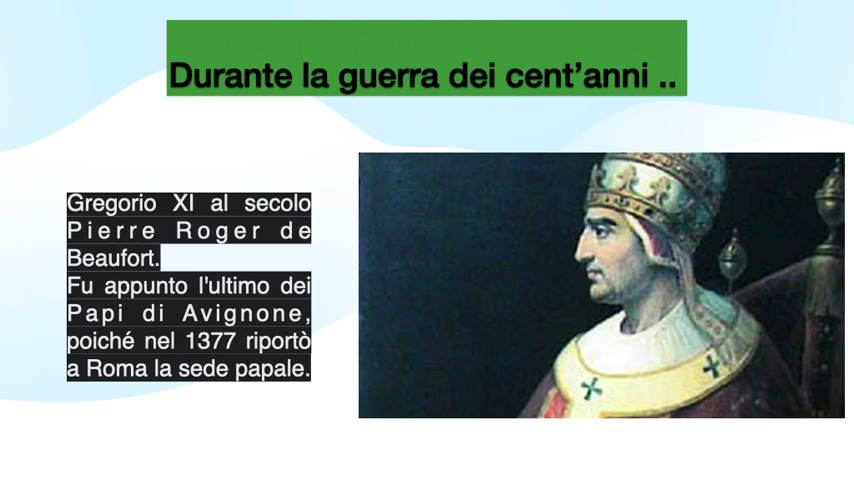 Durante la guerra dei cent’anni ..
Gregorio XI al secolo
Pierre Roger de
Beaufort.
Fu appunto l'ultimo dei
Papi di Avignone,
poiché nel 1377 riportò
a Roma la sede papale.